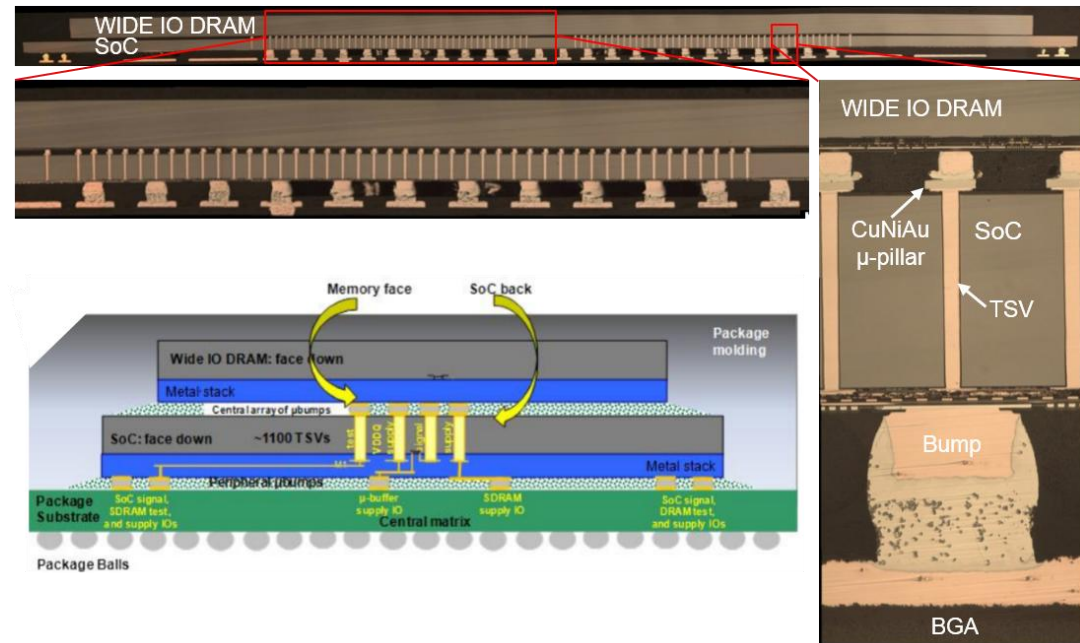 WIDE IO DRAM
SoC
WIDE IO DRAM
CuNiAu
µ-pillar
SoC
TSV
Bump
BGA
Memory face
SoC back
Package
molding
Wide IO DRAM: face down
Metal stack
Central array of µbumps
SoC: face down
~1100 TSVs
test
VDDQ
supply
signal
supply
M1
Metal stack
Peripheral µbumps
Package
Substrate
SoC signal,
SDRAM test,
and supply IOs
µ-buffer
supply IO
SDRAM
supply IO
SoC signal,
DRAM test,
and supply IOs
Central matrix
Package Balls